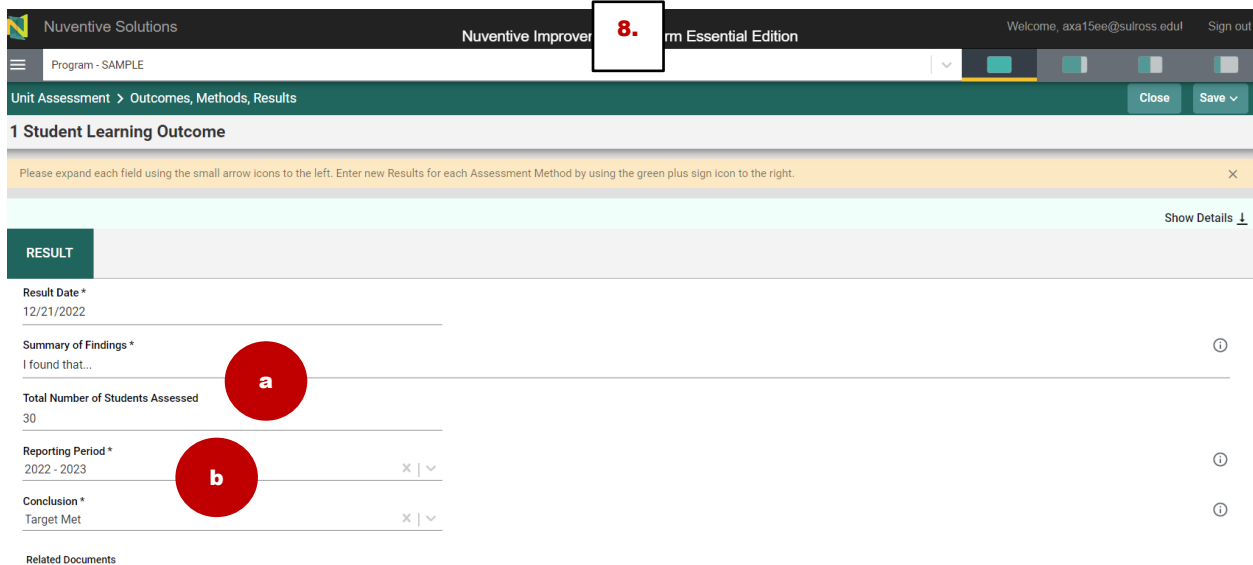 Nuventive Solutions
Nuventive Improver
8.
rm Essential Edition
Welcome, axa15ee@sulross.edu!
Sign out
Program - SAMPLE
Unit Assessment > Outcomes, Methods, Results
Close
Save
1 Student Learning Outcome
Please expand each field using the small arrow icons to the left. Enter new Results for each Assessment Method by using the green plus sign icon to the right.
Show Details
RESULT
Result Date *
12/21/2022
Summary of Findings *
I found that...
a
Total Number of Students Assessed
30
Reporting Period *
2022 - 2023
b
Conclusion *
Target Met
Related Documents